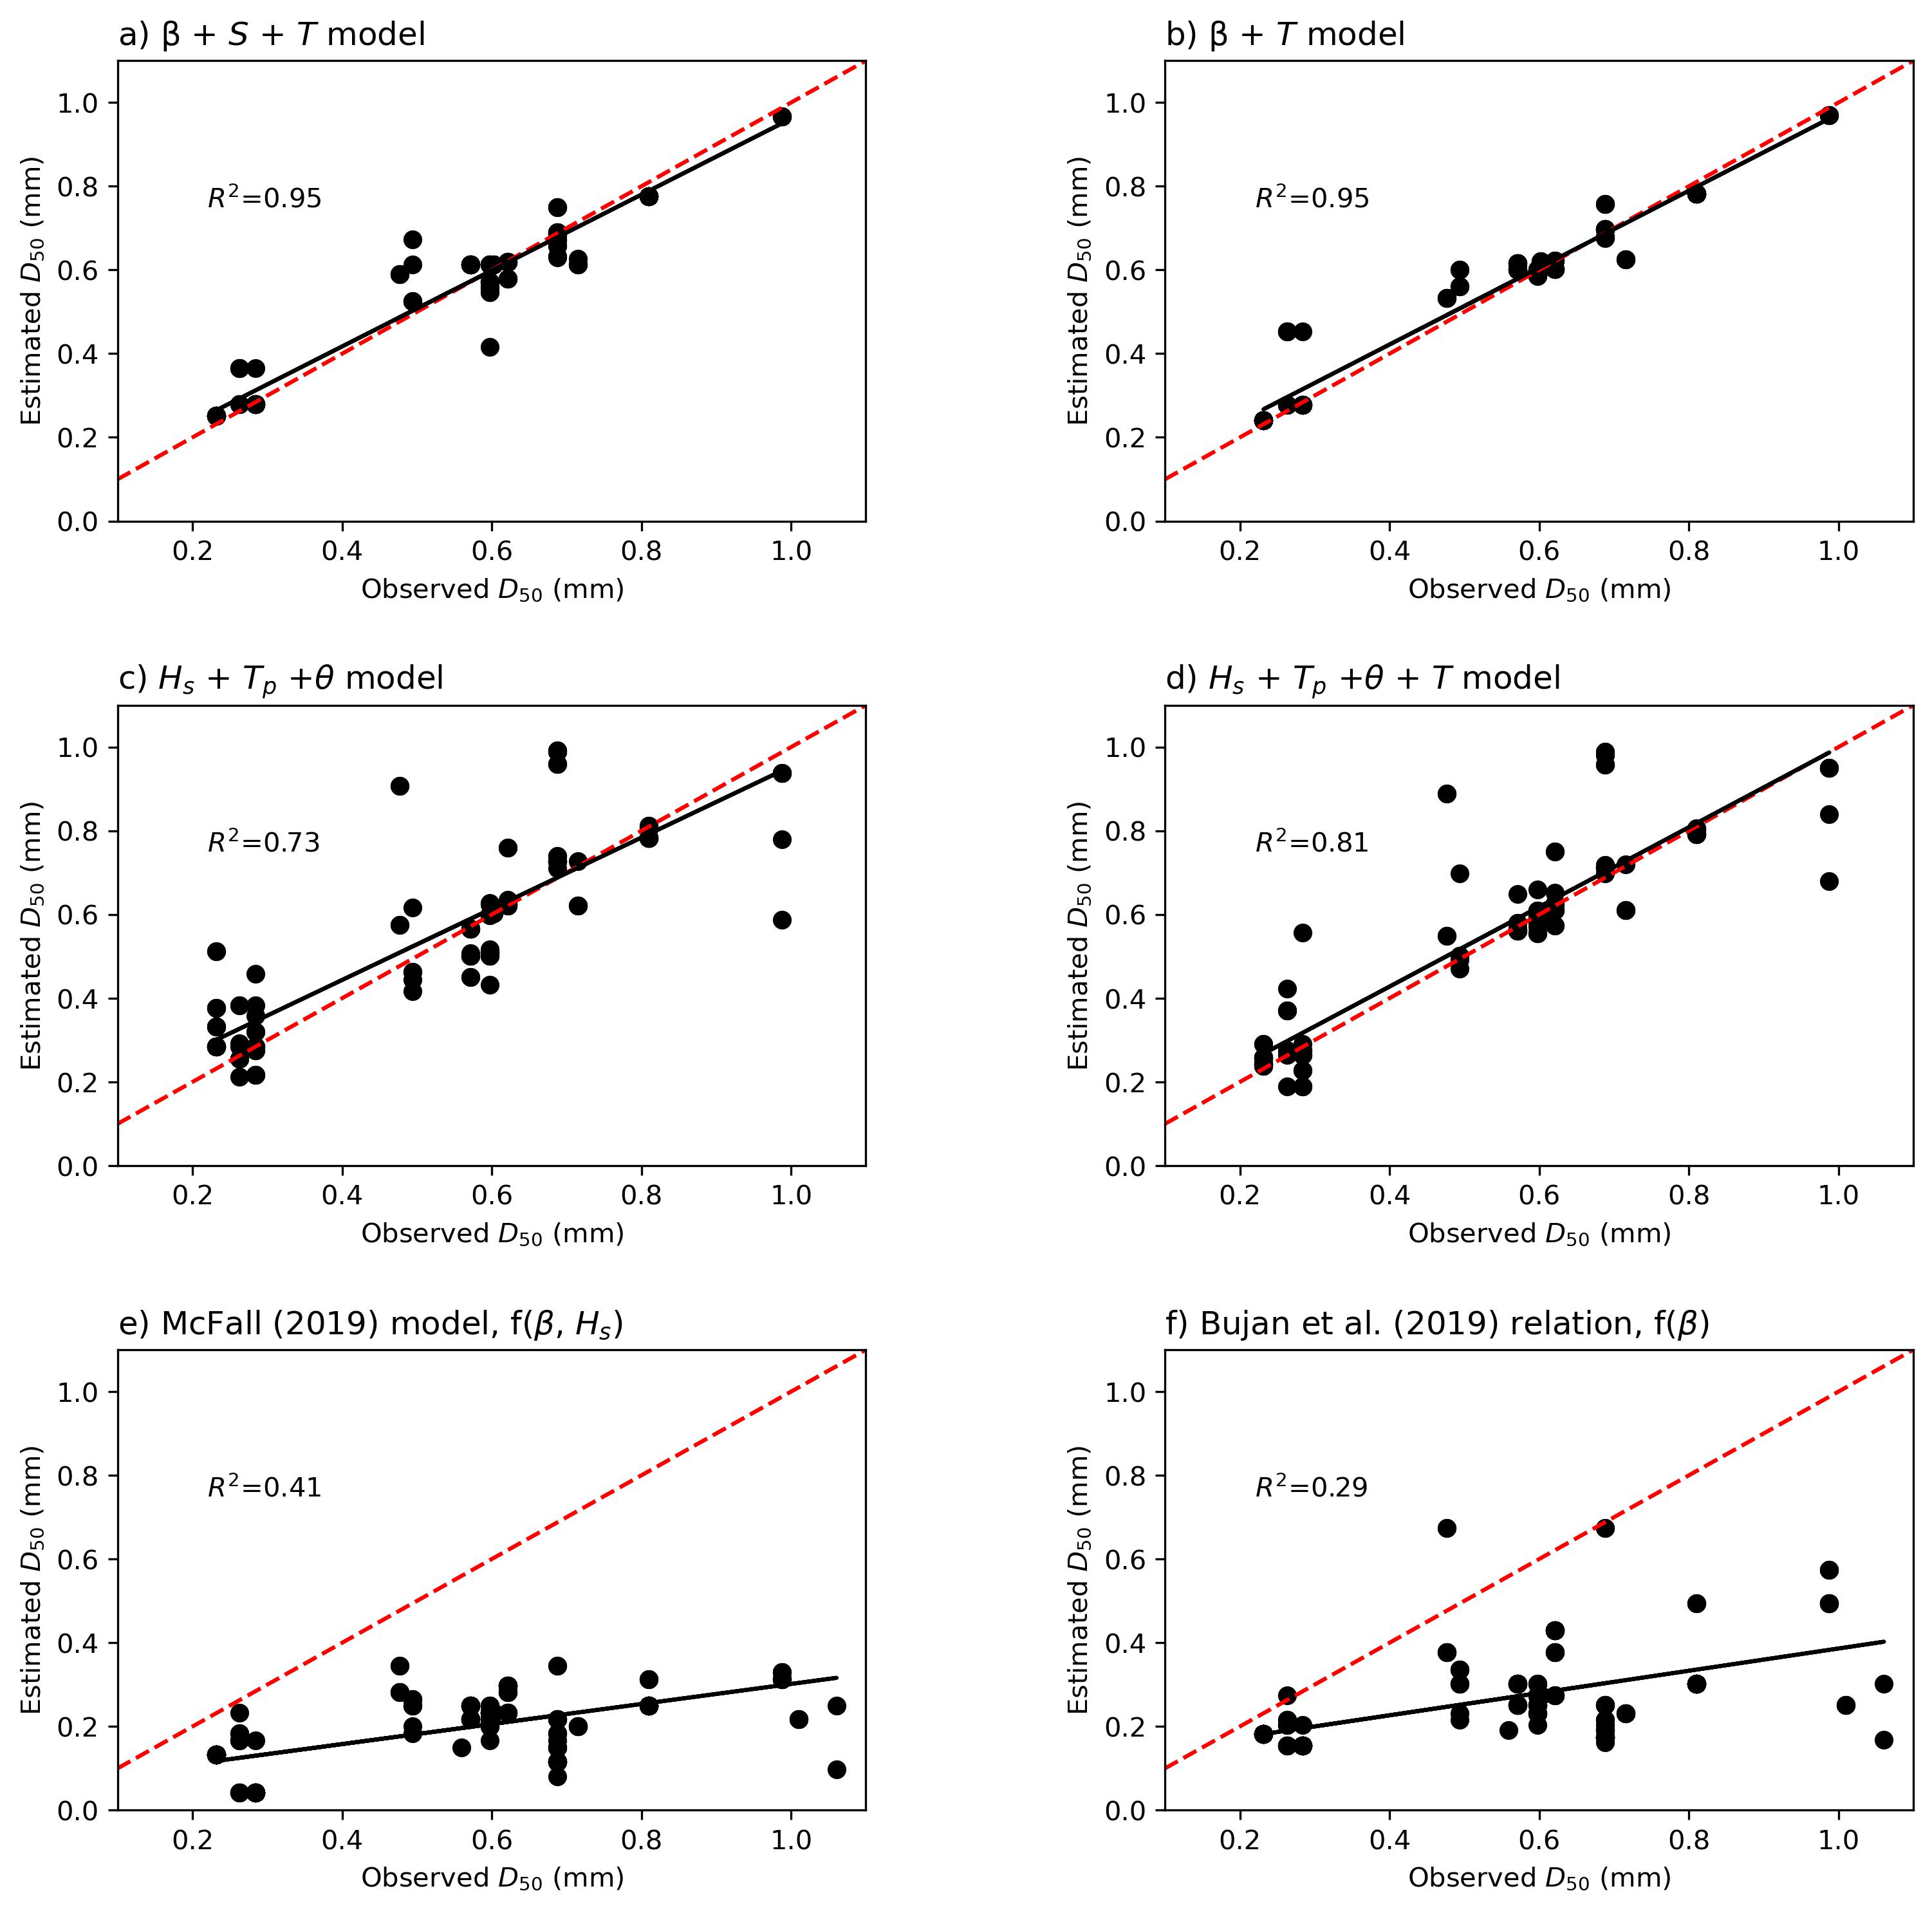 a) β + S + T model
1.0
0.8
0.6
0.4
0.2
0.0
Estimated D₅₀ (mm)
R²=0.95
0.2 0.4 0.6 0.8 1.0
Observed D₅₀ (mm)
b) β + T model
1.0
0.8
0.6
0.4
0.2
0.0
Estimated D₅₀ (mm)
R²=0.95
0.2 0.4 0.6 0.8 1.0
Observed D₅₀ (mm)
c) Hₛ + Tₚ +θ model
1.0
0.8
0.6
0.4
0.2
0.0
Estimated D₅₀ (mm)
R²=0.73
0.2 0.4 0.6 0.8 1.0
Observed D₅₀ (mm)
d) Hₛ + Tₚ +θ + T model
1.0
0.8
0.6
0.4
0.2
0.0
Estimated D₅₀ (mm)
R²=0.81
0.2 0.4 0.6 0.8 1.0
Observed D₅₀ (mm)
e) McFall (2019) model, f(β, Hₛ)
1.0
0.8
0.6
0.4
0.2
0.0
Estimated D₅₀ (mm)
R²=0.41
0.2 0.4 0.6 0.8 1.0
Observed D₅₀ (mm)
f) Bujan et al. (2019) relation, f(β)
1.0
0.8
0.6
0.4
0.2
0.0
Estimated D₅₀ (mm)
R²=0.29
0.2 0.4 0.6 0.8 1.0
Observed D₅₀ (mm)